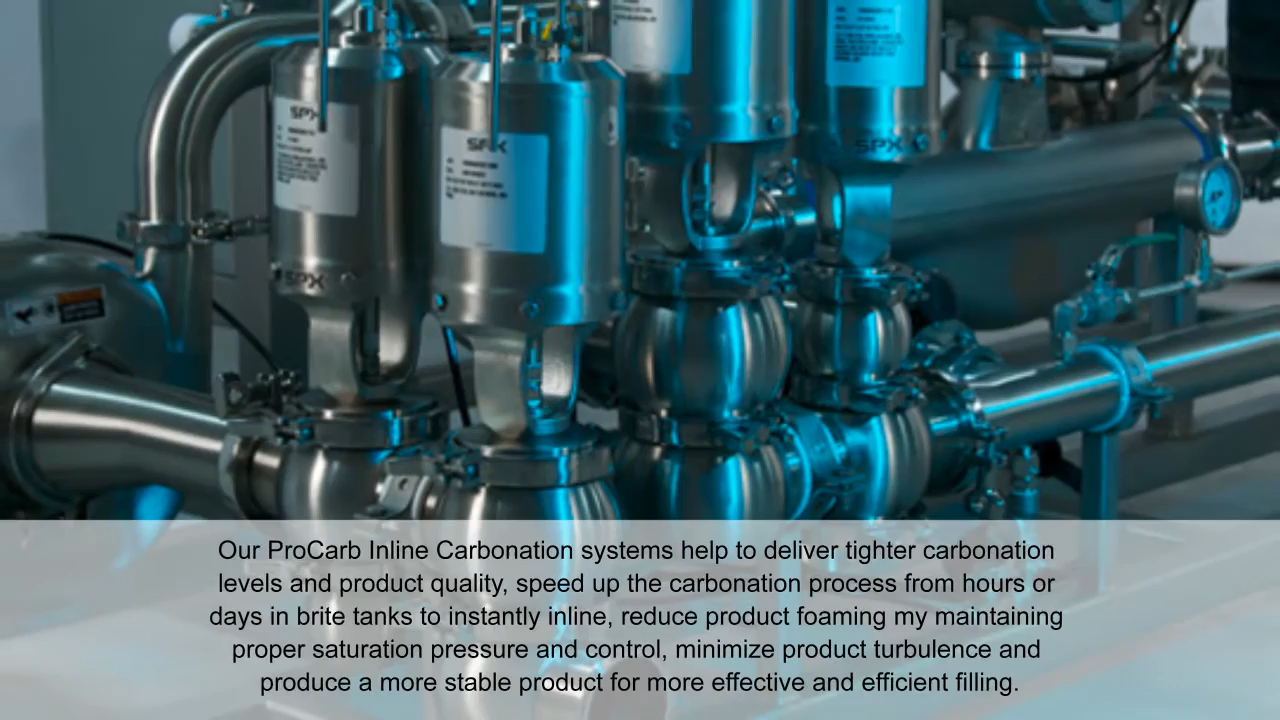 SPX
SPX
SPX
SPX
Our ProCarb Inline Carbonation systems help to deliver tighter carbonation
levels and product quality, speed up the carbonation process from hours or
days in brite tanks to instantly inline, reduce product foaming my maintaining
proper saturation pressure and control, minimize product turbulence and
produce a more stable product for more effective and efficient filling.